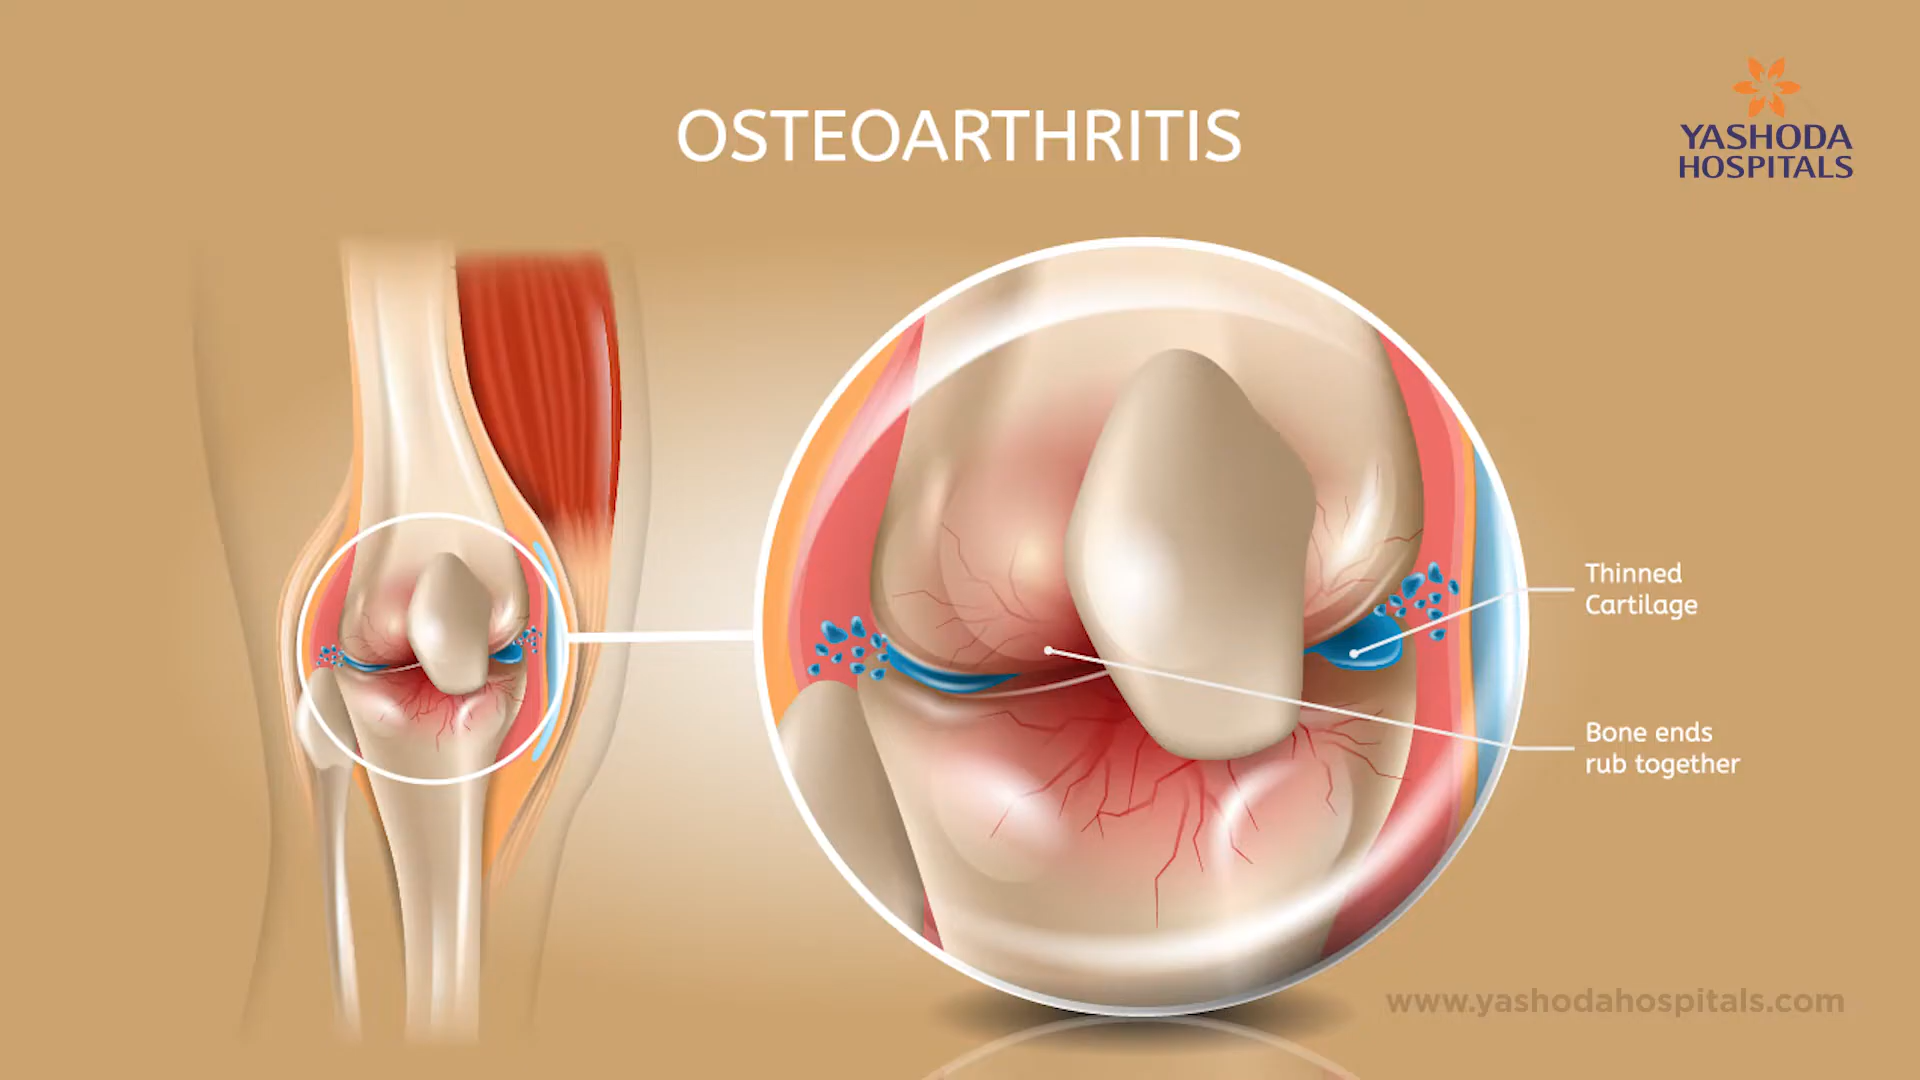 OSTEOARTHRITIS
YASHODA
HOSPITALS
Thinned
Cartilage
Bone ends
rub together
www.yashodahospitals.com